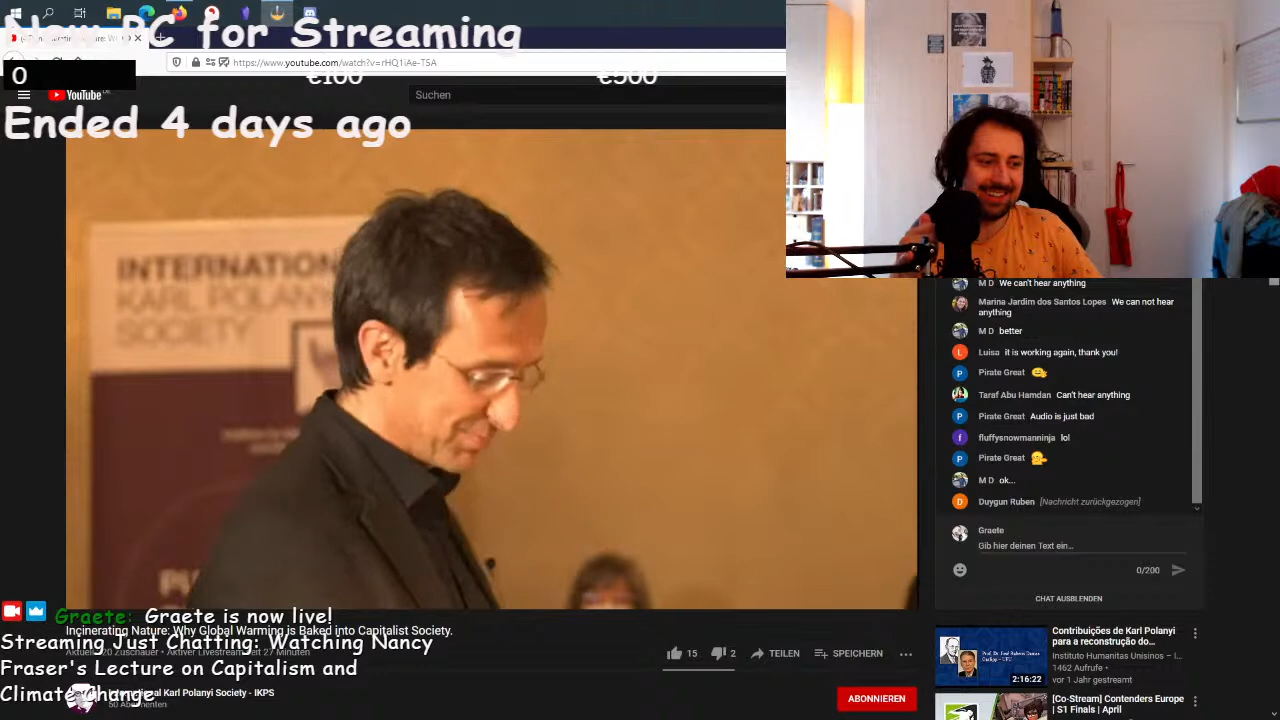 New PC for Streaming
https://www.youtube.com/watch?v=rHQ1iAe-TSA
0
€100
€300
YouTube
Suchen
Ended 4 days ago
INTERNATION
KARL POLANY
SOCIETY
M D We can't hear anything
Marina Jardim dos Santos Lopes We can not hear
anything
M D better
Luisa it is working again, thank you!
Pirate Great
Taraf Abu Hamdan Can't hear anything
Pirate Great Audio is just bad
fluffysnowmanninja lol
Pirate Great
M D ok...
Duygun Ruben [Nachricht zurückgezogen]
Graete
Gib hier deinen Text ein...
0/200
CHAT AUSBLENDEN
Graete: Graete is now live!
Streaming Just Chatting: Watching Nancy
Fraser's Lecture on Capitalism and
Climate Change
Incinerating Nature: Why Global Warming is Baked into Capitalist Society.
15
2
TEILEN
SPEICHERN
International Karl Polanyi Society - IKPS
50 Abonnenten
ABONNIEREN
Contribuições de Karl Polanyi
para a reconstrução do...
Instituto Humanitas Unisinos – I...
1462 Aufrufe •
vor 1 Jahr gestreamt
2:16:22
[Co-Stream] Contenders Europe
| S1 Finals | April